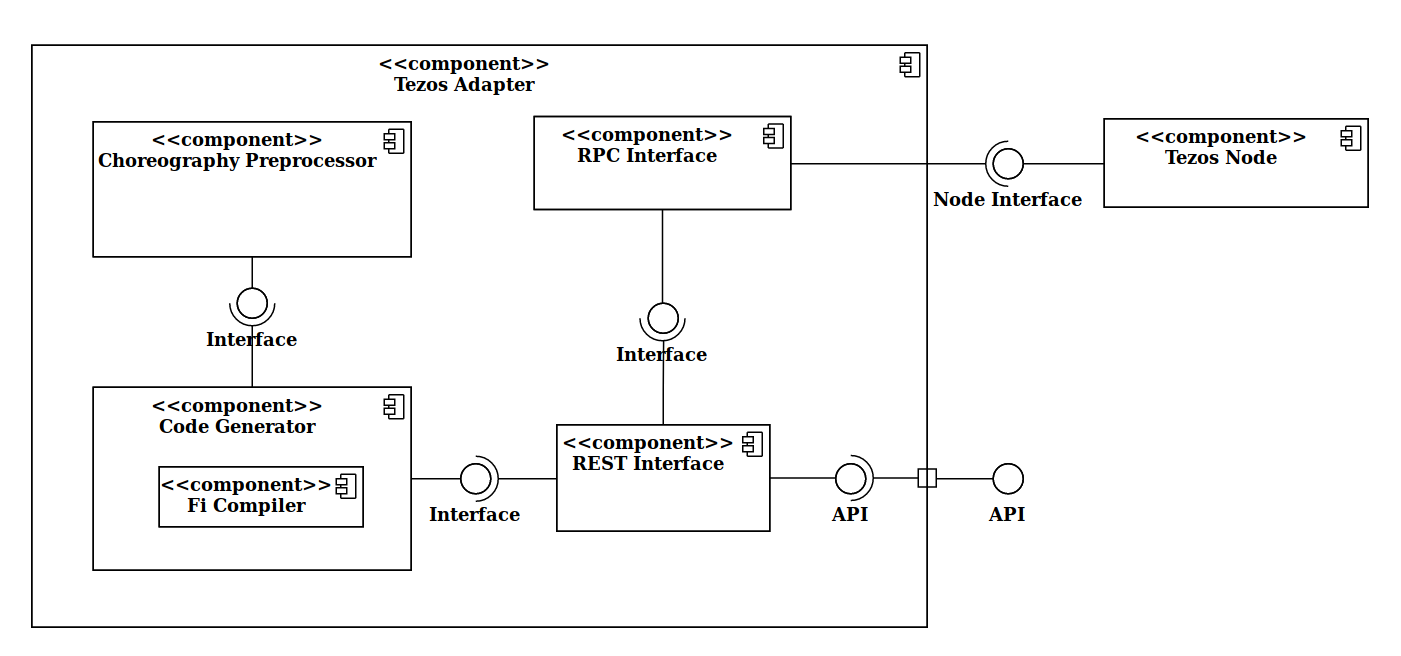 <<component>>
Tezos Adapter
<<component>>
Choreography Preprocessor
<<component>>
RPC Interface
<<component>>
Tezos Node
Node Interface
Interface
Interface
<<component>>
Code Generator
<<component>>
Fi Compiler
Interface
<<component>>
REST Interface
API
API